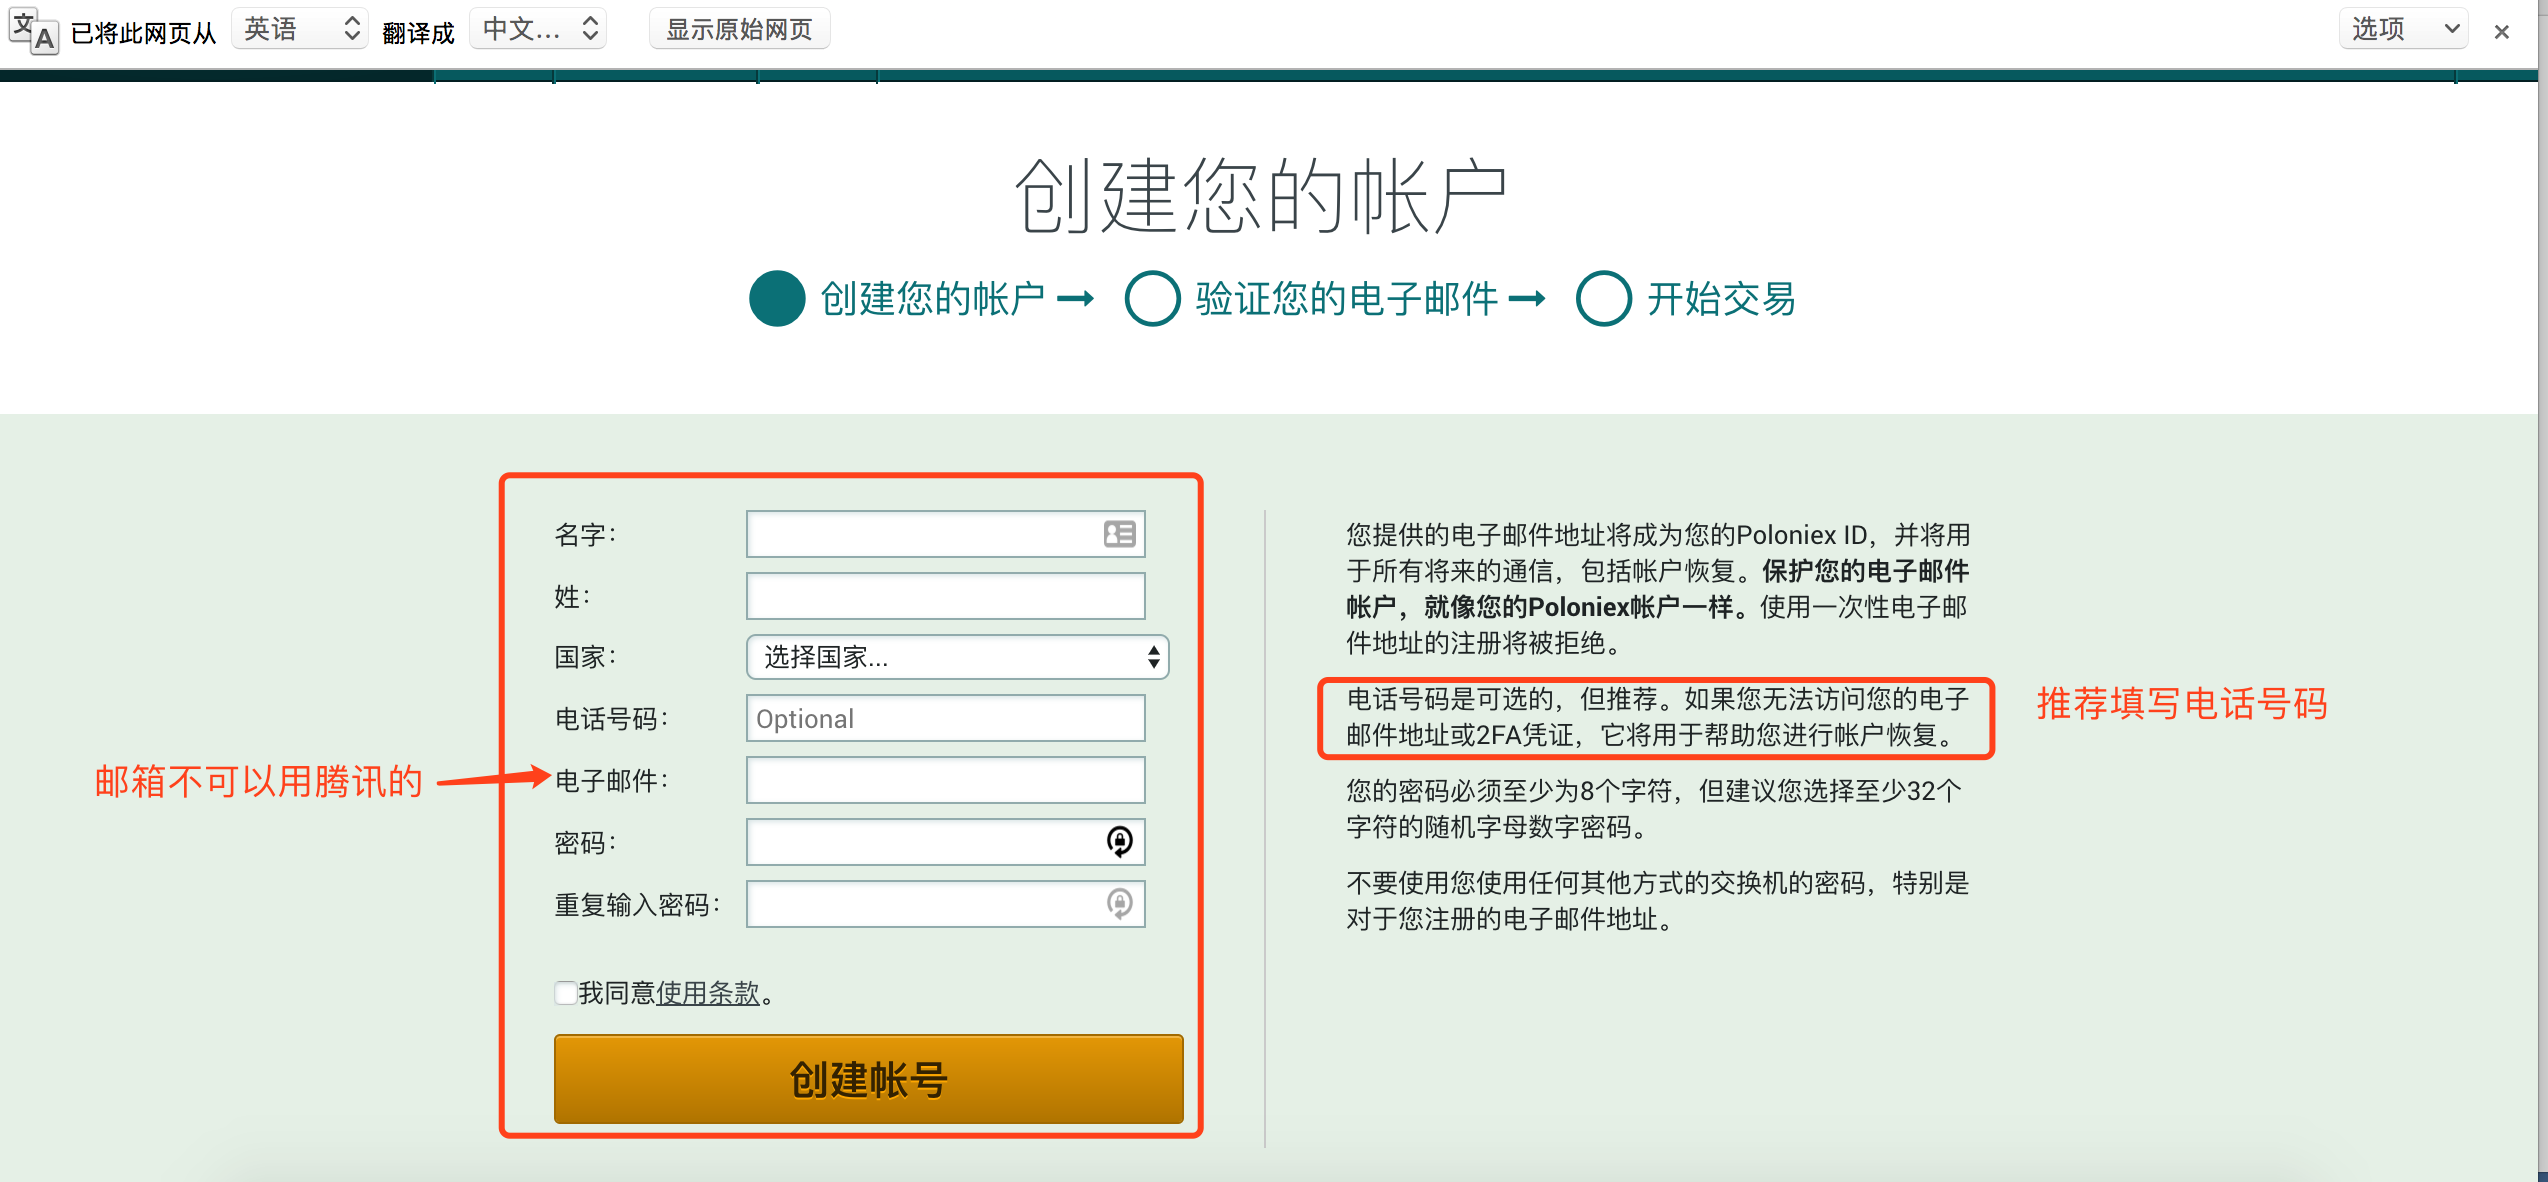 文A 已将此网页从 英语 翻译成 中文... 显示原始网页 选项 ×
创建您的帐户
创建您的帐户 → 验证您的电子邮件 → 开始交易
名字：
姓：
国家： 选择国家...
电话号码： Optional
邮箱不可以用腾讯的
电子邮件：
密码：
重复输入密码：
我同意使用条款。
创建帐号
您提供的电子邮件地址将成为您的Poloniex ID，并将用
于所有将来的通信，包括帐户恢复。保护您的电子邮件
帐户，就像您的Poloniex帐户一样。使用一次性电子邮
件地址的注册将被拒绝。
电话号码是可选的，但推荐。如果您无法访问您的电子
邮件地址或2FA凭证，它将用于帮助您进行帐户恢复。
推荐填写电话号码
您的密码必须至少为8个字符，但建议您选择至少32个
字符的随机字母数字密码。
不要使用您使用任何其他方式的交换机的密码，特别是
对于您注册的电子邮件地址。